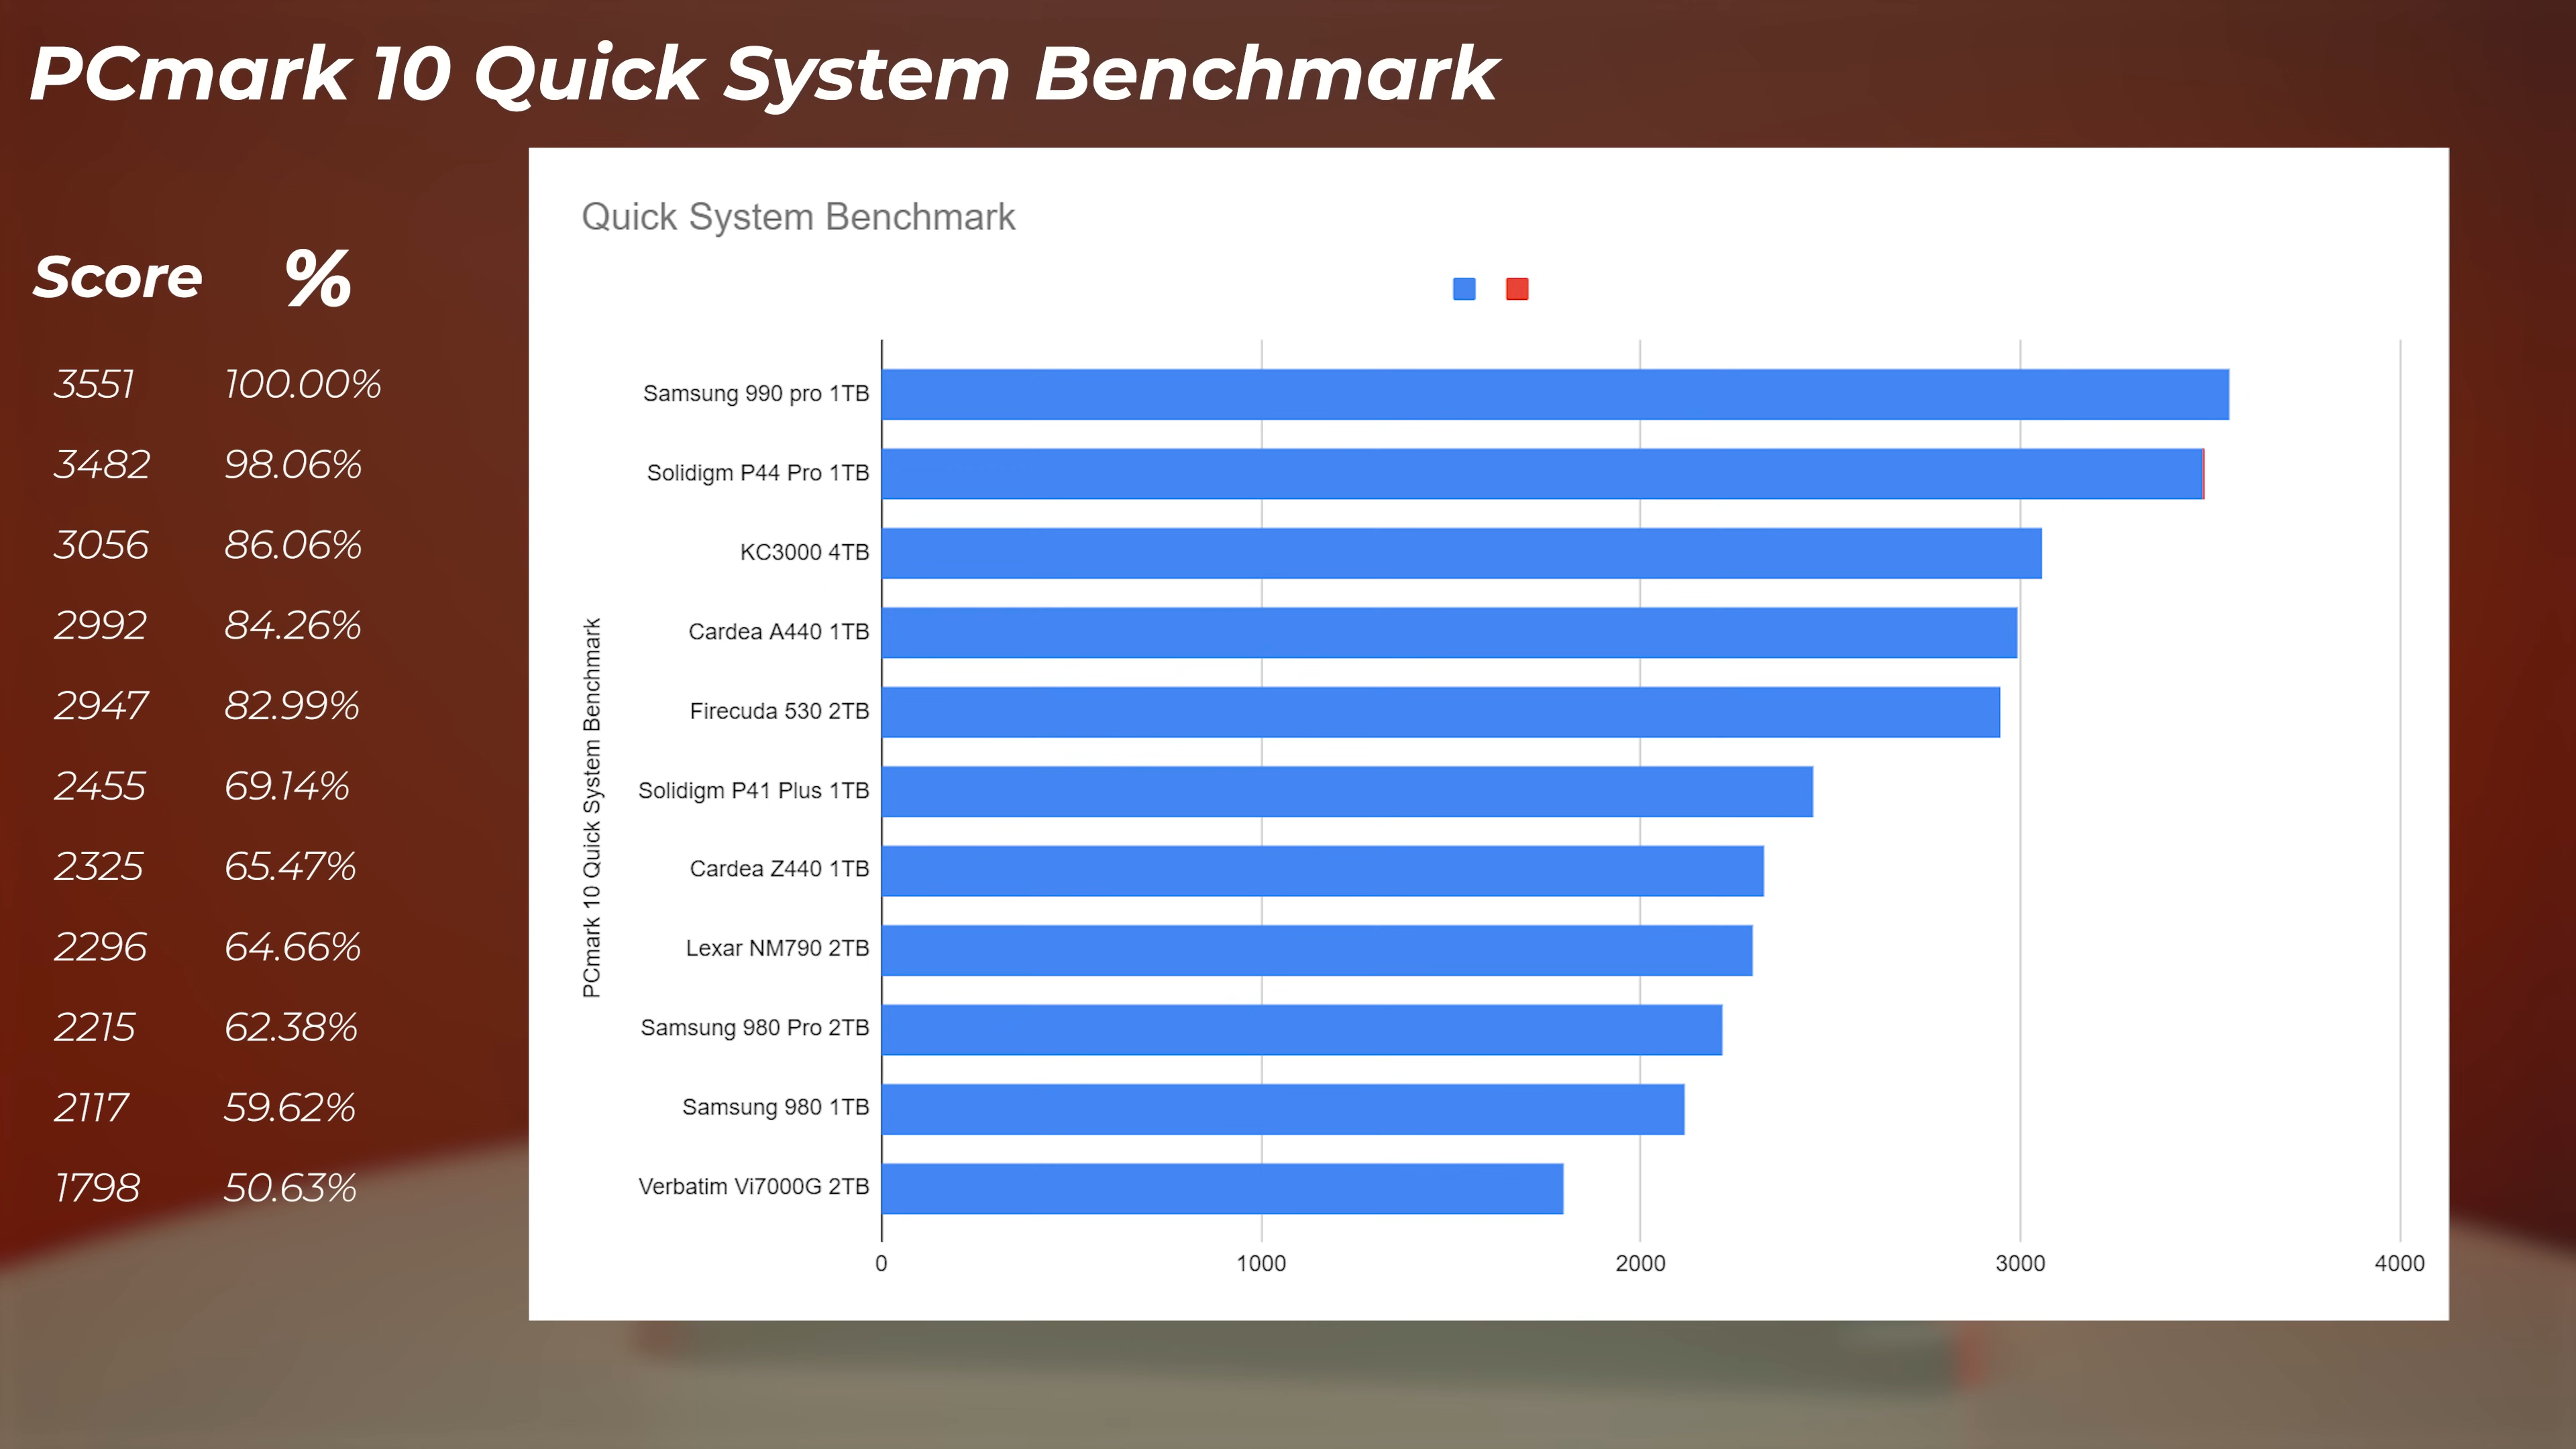 PCmark 10 Quick System Benchmark
Score %
3551 100.00%
3482 98.06%
3056 86.06%
2992 84.26%
2947 82.99%
2455 69.14%
2325 65.47%
2296 64.66%
2215 62.38%
2117 59.62%
1798 50.63%
Quick System Benchmark
PCmark 10 Quick System Benchmark
Samsung 990 pro 1TB
Solidigm P44 Pro 1TB
KC3000 4TB
Cardea A440 1TB
Firecuda 530 2TB
Solidigm P41 Plus 1TB
Cardea Z440 1TB
Lexar NM790 2TB
Samsung 980 Pro 2TB
Samsung 980 1TB
Verbatim Vi7000G 2TB
0 1000 2000 3000 4000